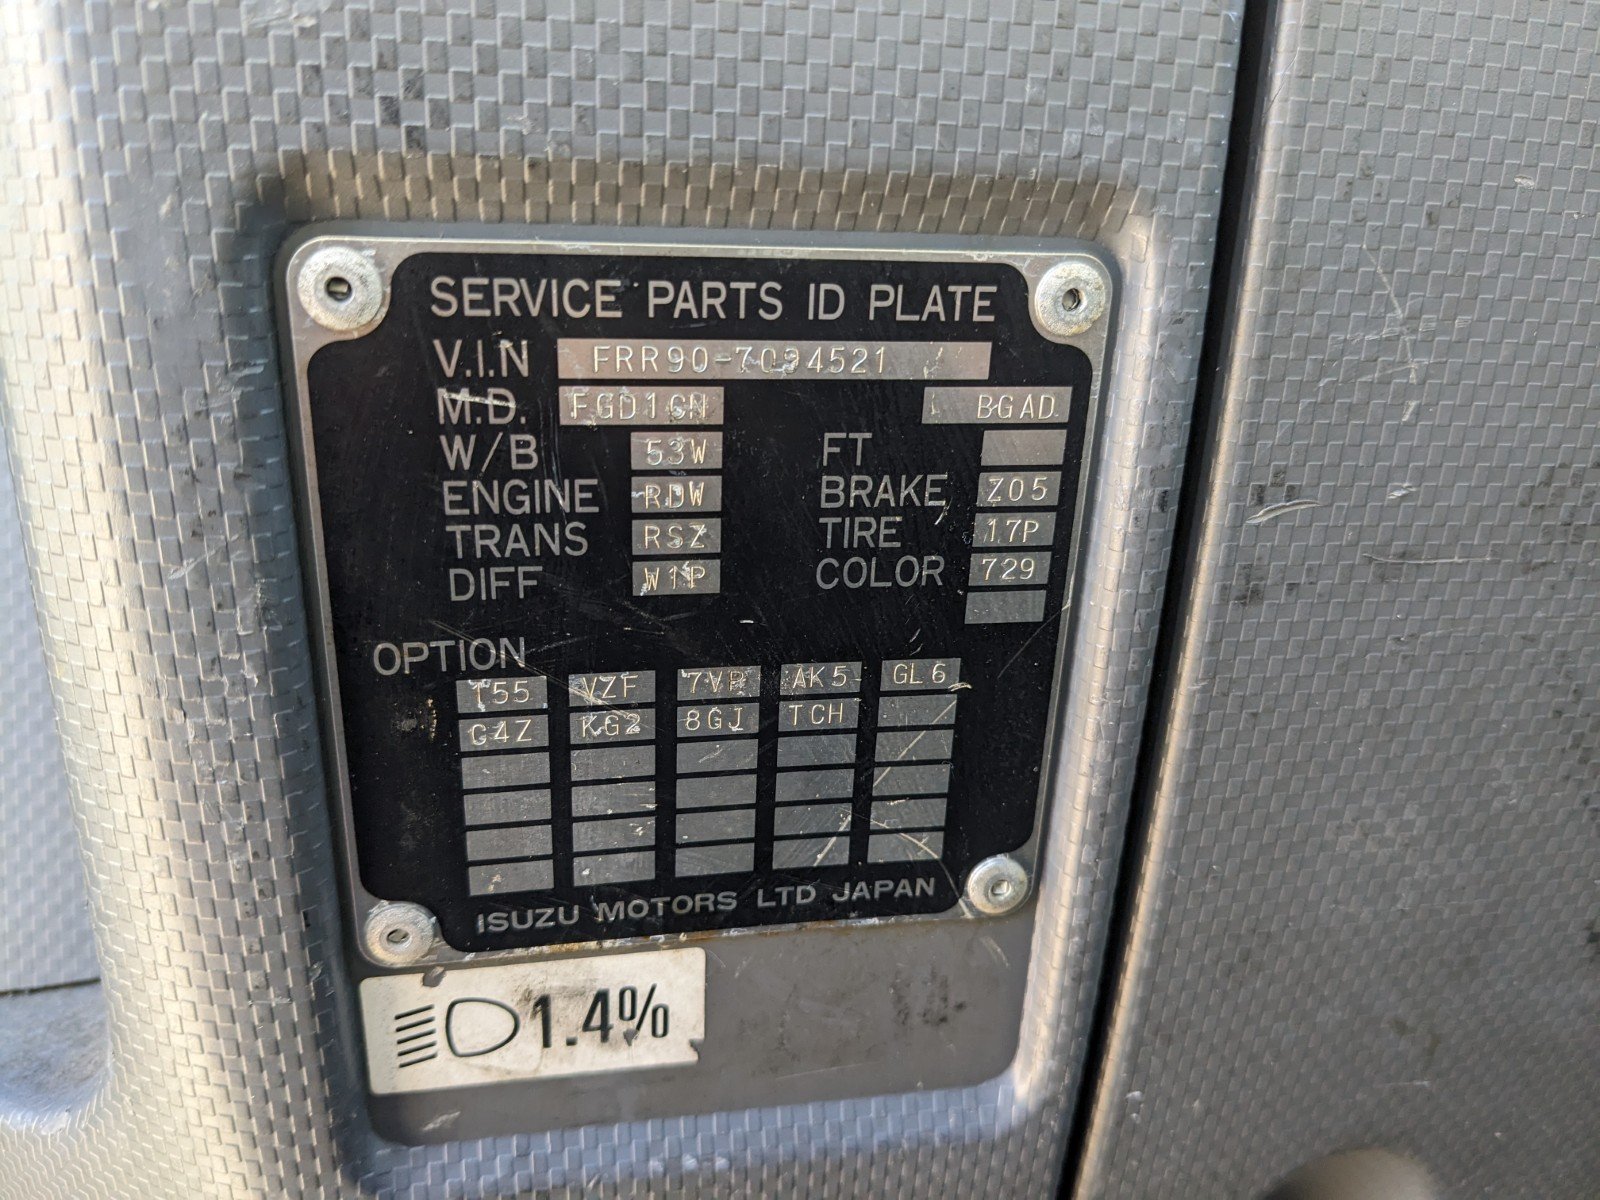 SERVICE PARTS ID PLATE
V.I.N FRR90-7094521
M.D. BGAD
W/B 53W FT
ENGINE RDW BRAKE Z05
TRANS RSZ TIRE 17P
DIFF W1P COLOR 729
OPTION
T55 VZF 7VR AK5 GL6
G4Z KG2 8GJ TCH
ISUZU MOTORS LTD JAPAN
1.4%